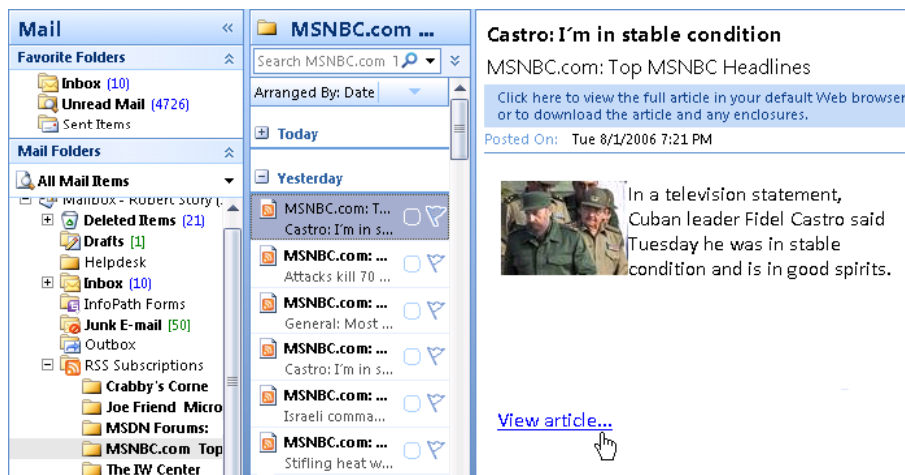 Mail «
Favorite Folders
Inbox (10)
Unread Mail (4726)
Sent Items
Mail Folders
All Mail Items
Mailbox - Robert Story (.
Deleted Items (21)
Drafts [1]
Helpdesk
Inbox (10)
InfoPath Forms
Junk E-mail [50]
Outbox
RSS Subscriptions
Crabby's Corne
Joe Friend Micro
MSDN Forums:
MSNBC.com Top
The IW Center
MSNBC.com ...
Search MSNBC.com T
Arranged By: Date
Today
Yesterday
MSNBC.com: T...
Castro: I'm in s...
MSNBC.com: ...
Attacks kill 70 ...
MSNBC.com: ...
General: Most ...
MSNBC.com: ...
Castro: I'm in s...
MSNBC.com: ...
Israeli comma...
MSNBC.com: ...
Stifling heat w...
Castro: I´m in stable condition
MSNBC.com: Top MSNBC Headlines
Click here to view the full article in your default Web browser
or to download the article and any enclosures.
Posted On: Tue 8/1/2006 7:21 PM
In a television statement,
Cuban leader Fidel Castro said
Tuesday he was in stable
condition and is in good spirits.
View article...